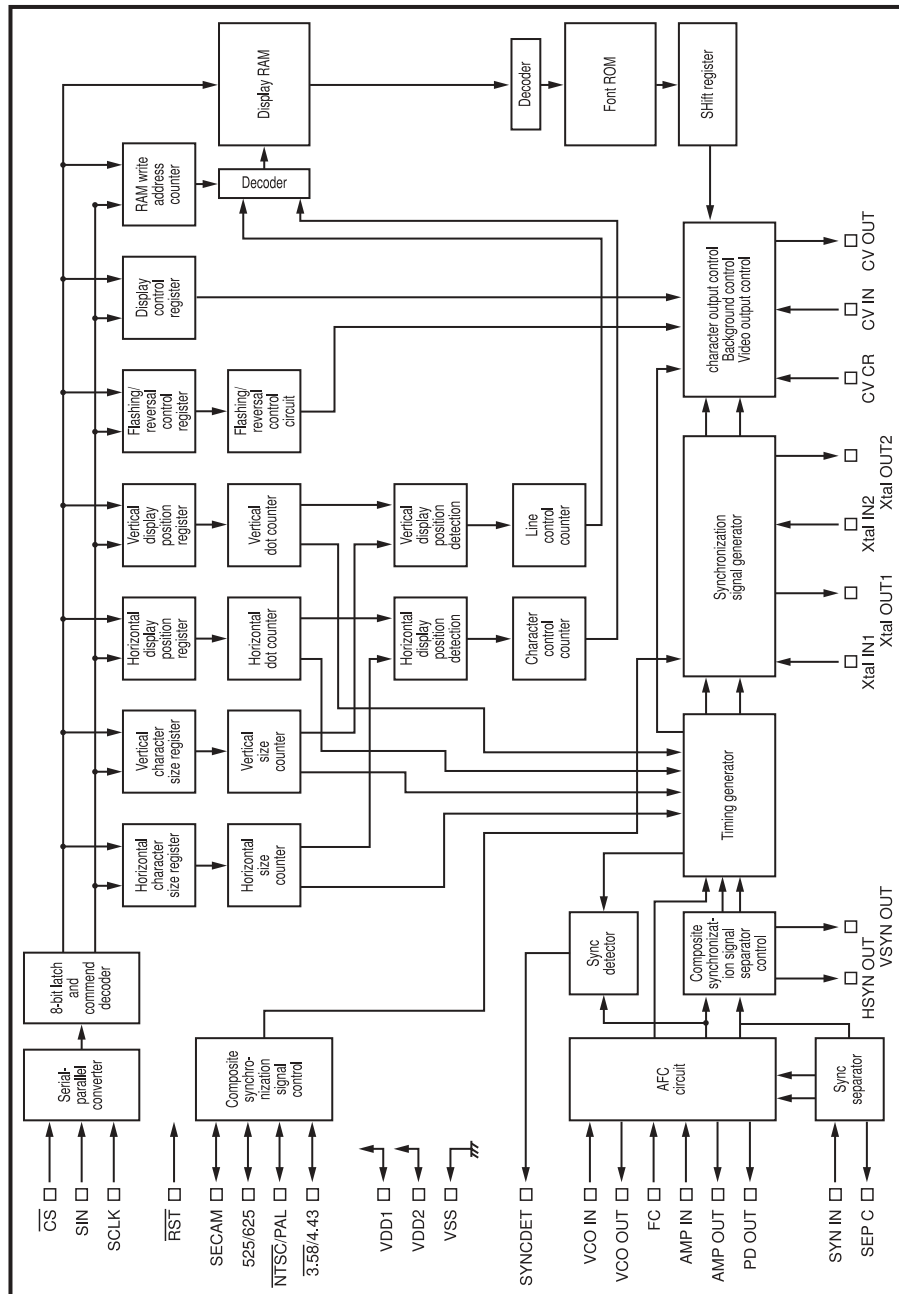 CS
SIN
SCLK
RST
SECAM
525/625
NTSC/PAL
3.58/4.43
VDD1
VDD2
VSS
SYNCDET
VCO IN
VCO OUT
FC
AMP IN
AMP OUT
PD OUT
SYN IN
SEP C
Serial-
parallel
converter
8-bit latch
and
commend
decoder
Composite
synchro-
nization
signal
control
AFC
circuit
Sync
separator
Sync
detector
Composite
synchronizat-
ion signal
separator
control
HSYN OUT
VSYN OUT
Horizontal
character
size register
Vertical
character
size register
Horizontal
display
position
register
Vertical
display
position
register
Flashing/
reversal
control
register
Display
control
register
RAM write
address
counter
Horizontal
size
counter
Vertical
size
counter
Horizontal
dot counter
Vertical
dot counter
Flashing/
reversal
control
circuit
Decoder
Display RAM
Horizontal
display
position
detection
Vertical
display
position
detection
Character
control
counter
Line
control
counter
Decoder
Font ROM
SHift register
Timing generator
Synchronization
signal generator
character output control
Background control
Video output control
Xtal IN1
Xtal OUT1
Xtal IN2
Xtal OUT2
CV CR
CV IN
CV OUT